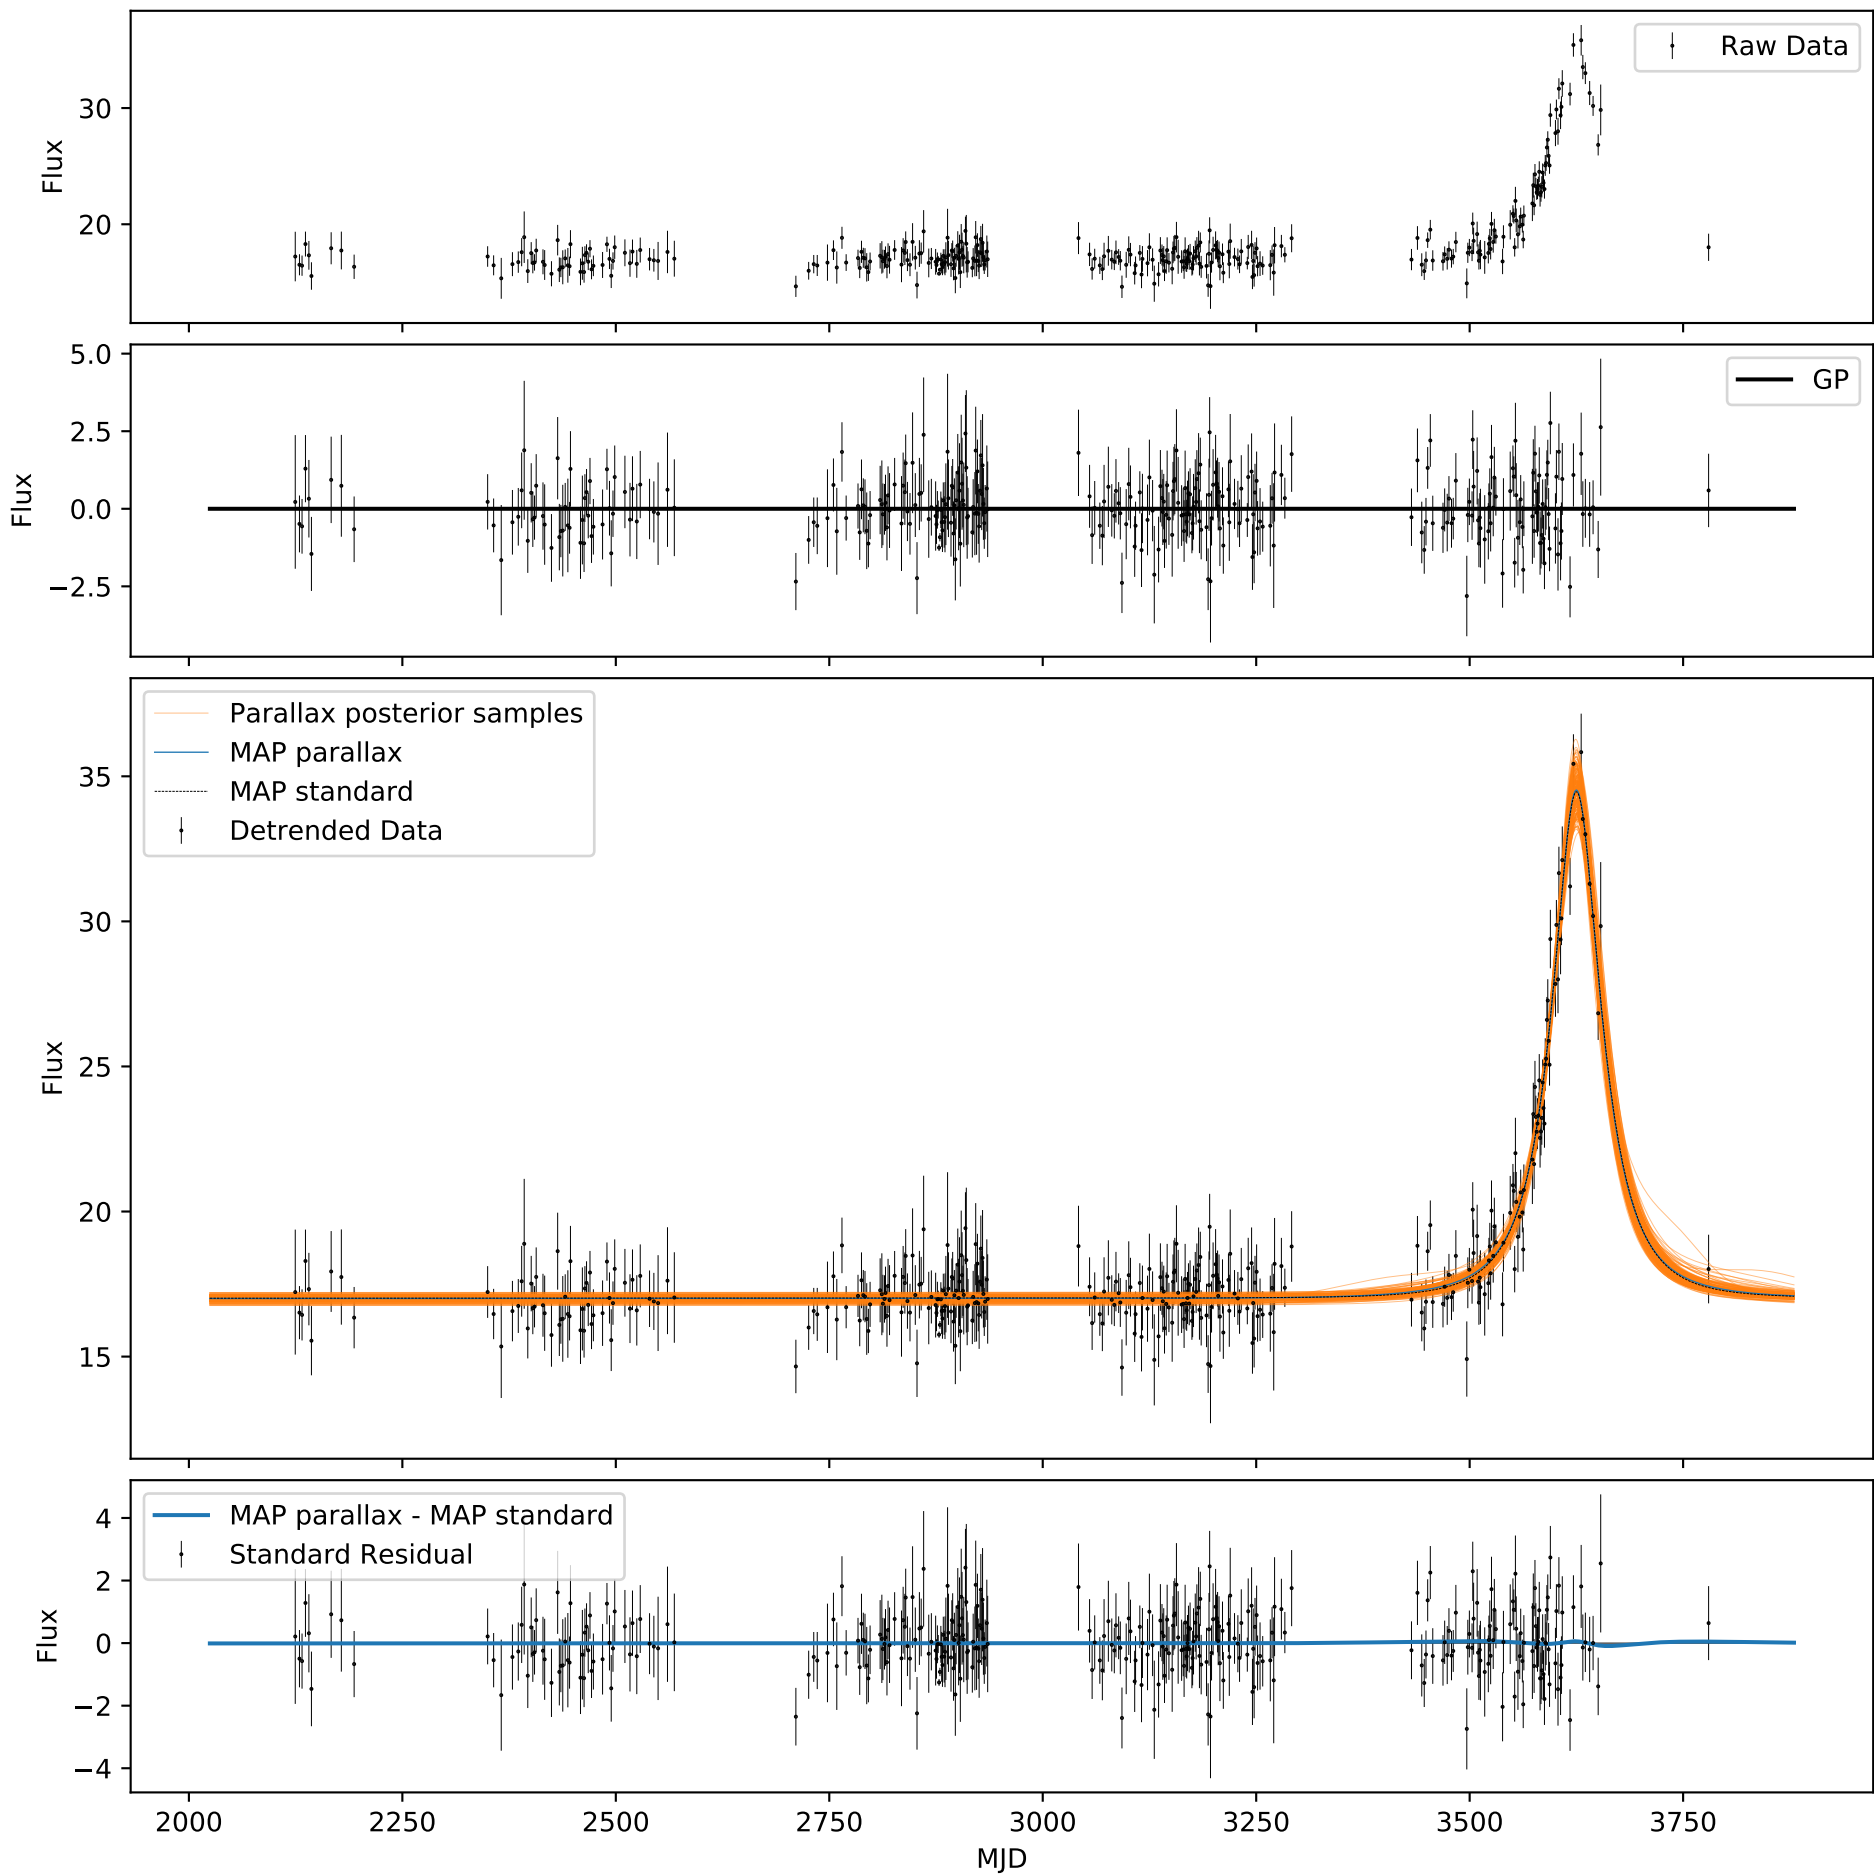 Raw Data
30
20
Flux
GP
5.0
2.5
0.0
−2.5
Flux
Parallax posterior samples
MAP parallax
MAP standard
Detrended Data
35
30
25
20
15
Flux
MAP parallax - MAP standard
Standard Residual
4
2
0
−2
−4
Flux
2000 2250 2500 2750 3000 3250 3500 3750
MJD